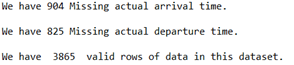 We have 904 Missing actual arrival time.
We have 825 Missing actual departure time.
We have  3865  valid rows of data in this dataset.